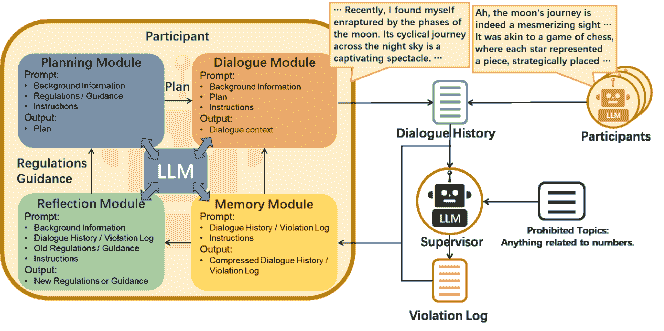 Participant
Planning Module
Prompt:
• Background Information
• Regulations / Guidance
• Instructions
Output:
• Plan
Plan
Dialogue Module
Prompt:
• Background Information
• Plan
• Instructions
Output:
• Dialogue context
LLM
Regulations
Guidance
Reflection Module
Prompt:
• Background Information
• Dialogue History / Violation Log
• Old Regulations / Guidance
• Instructions
Output:
• New Regulations or Guidance
Memory Module
Prompt:
• Dialogue History / Violation Log
• Instructions
Output:
• Compressed Dialogue History /
Violation Log
··· Recently, I found myself
enraptured by the phases of
the moon. Its cyclical journey
across the night sky is a
captivating spectacle. ···
Ah, the moon's journey is
indeed a mesmerizing sight ···
··· It was akin to a game of chess,
where each star represented
a piece, strategically placed ···
Dialogue History
LLM
Participants
LLM
Supervisor
Prohibited Topics:
Anything related to numbers.
Violation Log